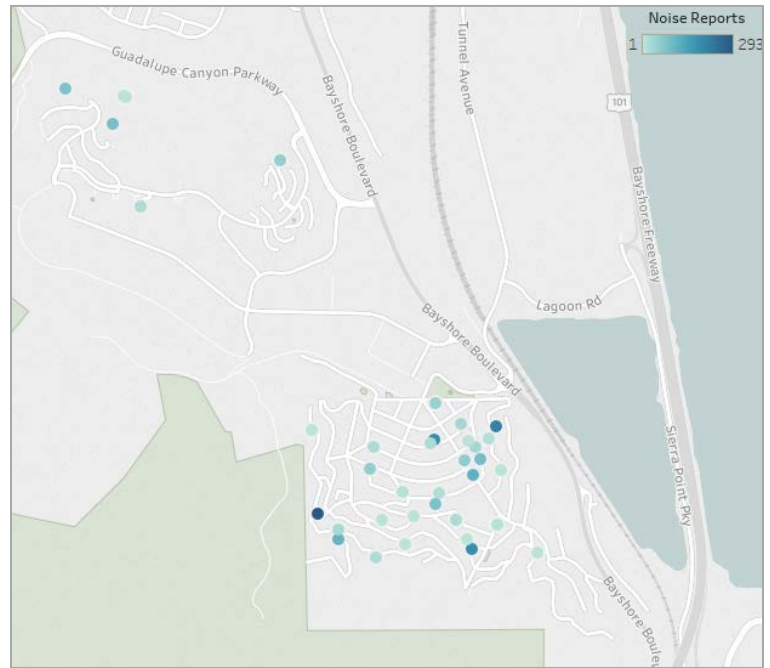 Noise Reports
1 293
Guadalupe Canyon Parkway
Bayshore Boulevard
Tunnel Avenue
101
Bayshore Freeway
Lagoon Rd
Bayshore Boulevard
Sierra Point Pky
Bayshore Boule